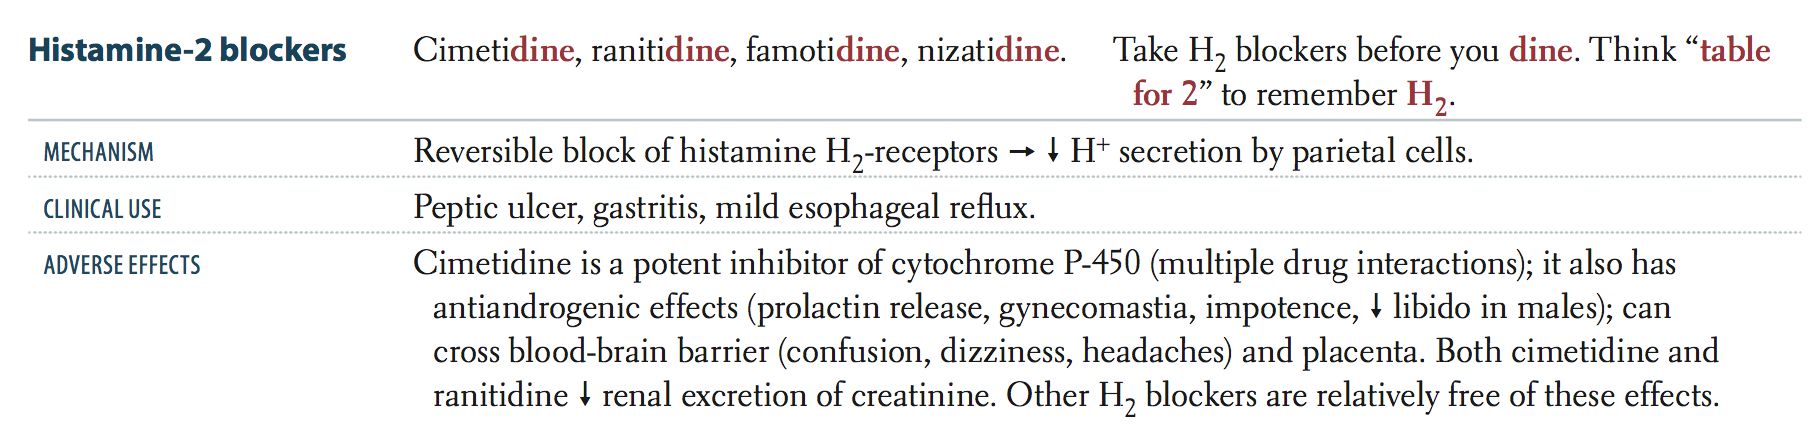 Histamine-2 blockers
Cimetidine, ranitidine, famotidine, nizatidine.
Take H₂ blockers before you dine. Think “table
for 2” to remember H₂.
MECHANISM
Reversible block of histamine H₂-receptors → ↓ H⁺ secretion by parietal cells.
CLINICAL USE
Peptic ulcer, gastritis, mild esophageal reflux.
ADVERSE EFFECTS
Cimetidine is a potent inhibitor of cytochrome P-450 (multiple drug interactions); it also has
antiandrogenic effects (prolactin release, gynecomastia, impotence, ↓ libido in males); can
cross blood-brain barrier (confusion, dizziness, headaches) and placenta. Both cimetidine and
ranitidine ↓ renal excretion of creatinine. Other H₂ blockers are relatively free of these effects.